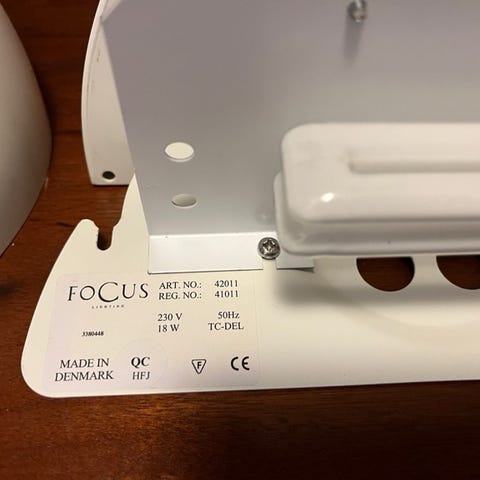 FOCUS
LIGHTING
ART. NO.: 42011
REG. NO.: 41011
230 V 50Hz
18 W TC-DEL
3380448
MADE IN DENMARK
QC
HFJ
F
CE